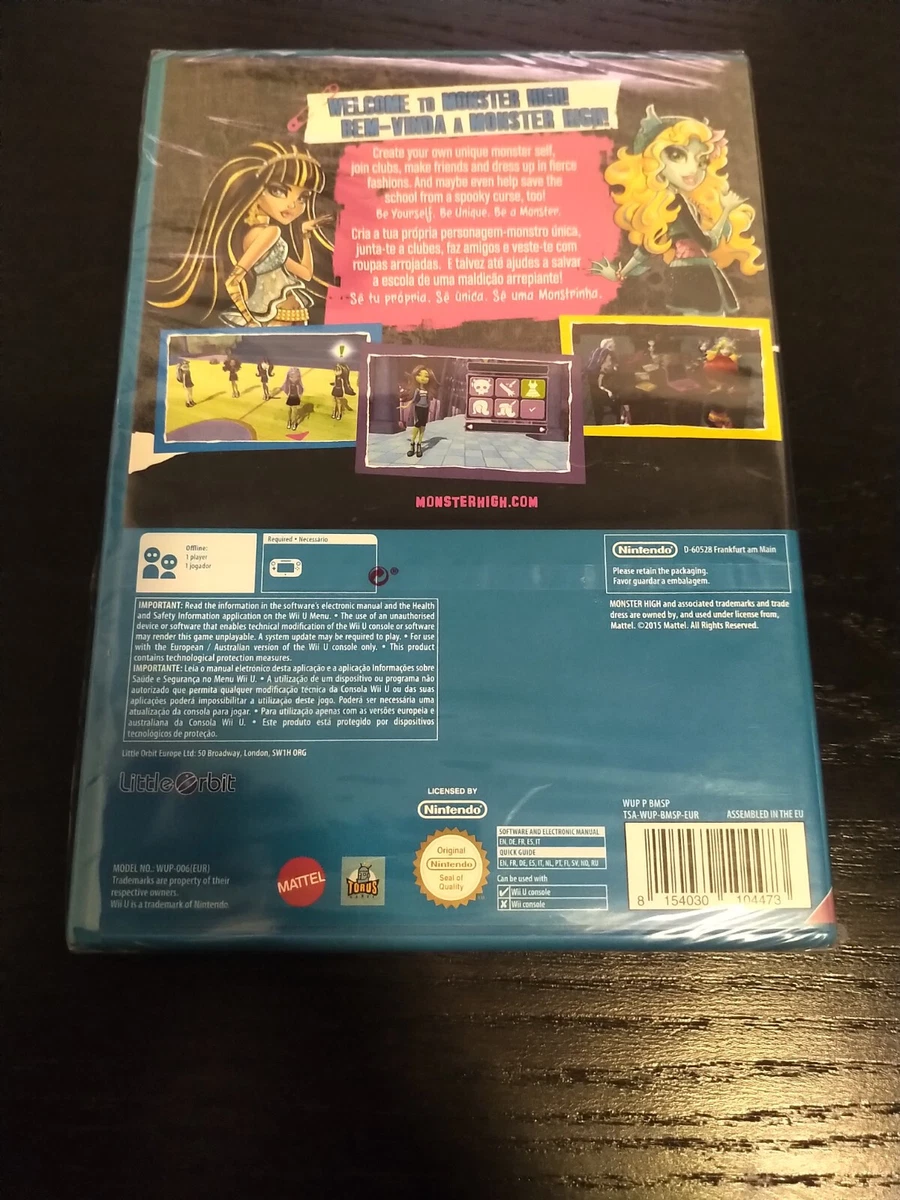 WELCOME TO MONSTER HIGH!
BEM-VINDA A MONSTER HIGH!
Create your own unique monster self,
join clubs, make friends and dress up in fierce
fashions. And maybe even help save the
school from a spooky curse, too!
Be Yourself. Be Unique. Be a Monster.
Cria a tua própria personagem-monstro única,
junta-te a clubes, faz amigos e veste-te com
roupas arrojadas. E talvez até ajudes a salvar
a escola de uma maldição arrepiante!
Sê tu própria. Sê única. Sê uma Monstrinha.
MONSTERHIGH.COM
Offline:
1 player
1 jogador
Required • Necessário
Nintendo
D-60528 Frankfurt am Main
Please retain the packaging.
Favor guardar a embalagem.
IMPORTANT: Read the information in the software's electronic manual and the Health
and Safety Information application on the Wii U Menu. • The use of an unauthorised
device or software that enables technical modification of the Wii U console or software
may render this game unplayable. A system update may be required to play. • For use
with the European / Australian version of the Wii U console only. • This product
contains technological protection measures.
IMPORTANTE: Leia o manual eletrónico desta aplicação e a aplicação Informações sobre
Saúde e Segurança no Menu Wii U. • A utilização de um dispositivo ou programa não
autorizado que permita qualquer modificação técnica da Consola Wii U ou das suas
aplicações poderá impossibilitar a utilização deste jogo. Poderá ser necessária uma
atualização da consola para jogar. • Para utilização apenas com as versões europeia e
australiana da Consola Wii U. • Este produto está protegido por dispositivos
tecnológicos de proteção.
MONSTER HIGH and associated trademarks and trade
dress are owned by, and used under license from,
Mattel. ©2015 Mattel. All Rights Reserved.
Little Orbit Europe Ltd: 50 Broadway, London, SW1H 0RG
Little Orbit
LICENSED BY
Nintendo
WUP P BMSP
TSA-WUP-BMSP-EUR
ASSEMBLED IN THE EU
MODEL NO.: WUP-006(EUR)
Trademarks are property of their
respective owners.
Wii U is a trademark of Nintendo.
MATTEL
TORUS
GAMES
Original
Nintendo
Seal of
Quality
SOFTWARE AND ELECTRONIC MANUAL
EN, DE, FR, ES, IT
QUICK GUIDE
EN, FR, DE, ES, IT, NL, PT, FI, SV, NO, RU
Can be used with
Wii U console
Wii console
8 154030 104473